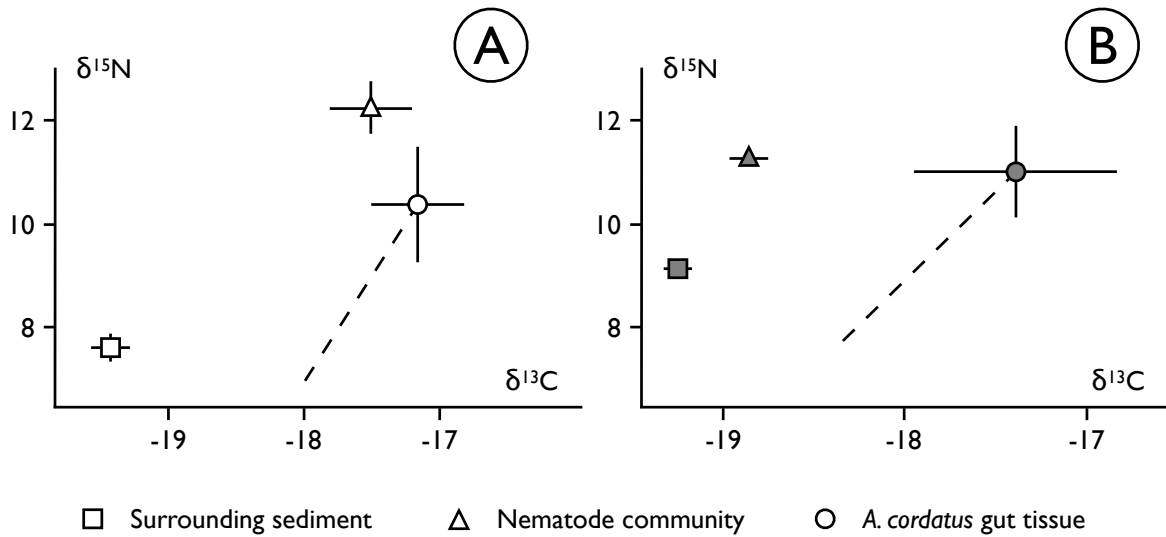 A
B
δ¹⁵N
δ¹⁵N
12
12
10
10
8
8
δ¹³C
δ¹³C
-19
-18
-17
-19
-18
-17
Surrounding sediment
Nematode community
A. cordatus gut tissue